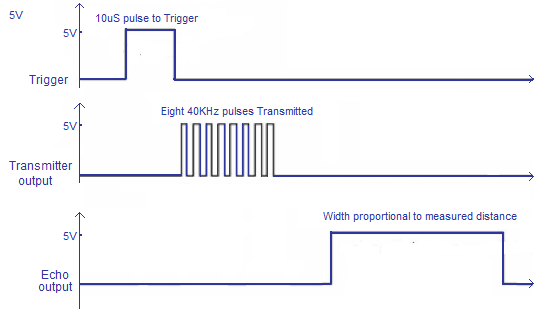 5V
10uS pulse to Trigger
5V
Trigger
Eight 40KHz pulses Transmitted
5V
Transmitter
output
Width proportional to measured distance
5V
Echo
output